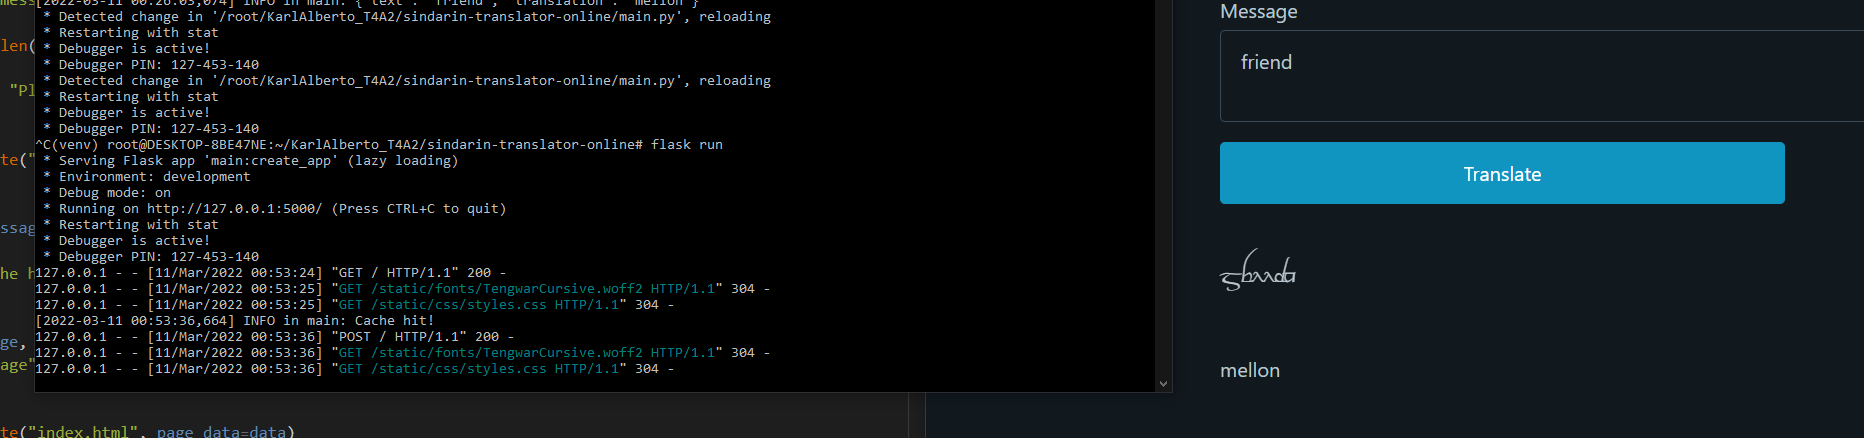 [2022-03-11 00:26:03,074] INFO in main: {'text': 'friend', 'translation': 'mellon'}
* Detected change in '/root/KarlAlberto_T4A2/sindarin-translator-online/main.py', reloading
* Restarting with stat
* Debugger is active!
* Debugger PIN: 127-453-140
* Detected change in '/root/KarlAlberto_T4A2/sindarin-translator-online/main.py', reloading
* Restarting with stat
* Debugger is active!
* Debugger PIN: 127-453-140
^C(venv) root@DESKTOP-8BE47NE:~/KarlAlberto_T4A2/sindarin-translator-online# flask run
* Serving Flask app 'main:create_app' (lazy loading)
* Environment: development
* Debug mode: on
* Running on http://127.0.0.1:5000/ (Press CTRL+C to quit)
* Restarting with stat
* Debugger is active!
* Debugger PIN: 127-453-140
127.0.0.1 - - [11/Mar/2022 00:53:24] "GET / HTTP/1.1" 200 -
127.0.0.1 - - [11/Mar/2022 00:53:25] "GET /static/fonts/TengwarCursive.woff2 HTTP/1.1" 304 -
127.0.0.1 - - [11/Mar/2022 00:53:25] "GET /static/css/styles.css HTTP/1.1" 304 -
[2022-03-11 00:53:36,664] INFO in main: Cache hit!
127.0.0.1 - - [11/Mar/2022 00:53:36] "POST / HTTP/1.1" 200 -
127.0.0.1 - - [11/Mar/2022 00:53:36] "GET /static/fonts/TengwarCursive.woff2 HTTP/1.1" 304 -
127.0.0.1 - - [11/Mar/2022 00:53:36] "GET /static/css/styles.css HTTP/1.1" 304 -
mess
len(
"Pl
te("
ssag
he h
ge,
age"
te("index.html", page_data=data)
Message
friend
Translate
mellon